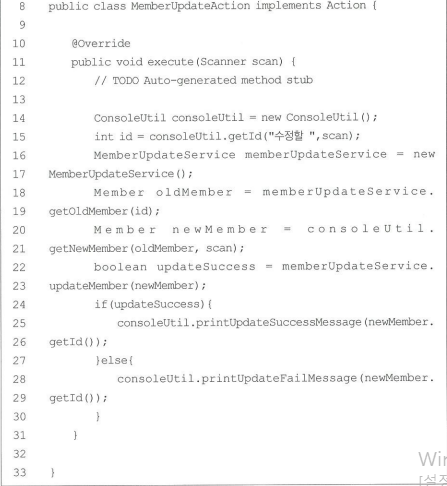 8 public class MemberUpdateAction implements Action {
9
10 @Override
11 public void execute(Scanner scan) {
12 // TODO Auto-generated method stub
13
14 ConsoleUtil consoleUtil = new ConsoleUtil();
15 int id = consoleUtil.getId("수정할 ",scan);
16 MemberUpdateService memberUpdateService = new
17 MemberUpdateService();
18 Member oldMember = memberUpdateService.
19 getOldMember(id);
20 Member newMember = consoleUtil.
21 getNewMember(oldMember, scan);
22 boolean updateSuccess = memberUpdateService.
23 updateMember(newMember);
24 if(updateSuccess){
25 consoleUtil.printUpdateSuccessMessage(newMember.
26 getId());
27 }else{
28 consoleUtil.printUpdateFailMessage(newMember.
29 getId());
30 }
31 }
32
Win
33 }